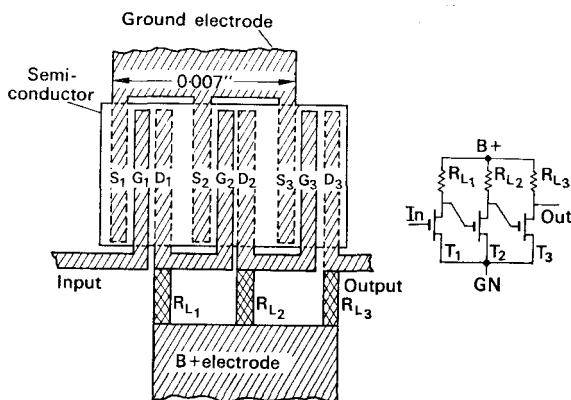 Ground electrode
0·007"
Semi-
conductor
S1 G1 D1 S2 G2 D2 S3 G3 D3
Input
Output
RL1 RL2 RL3
B+electrode
B+
RL1 RL2 RL3
In
Out
T1 T2 T3
GN